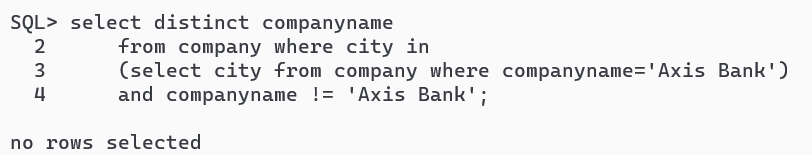 SQL> select distinct companyname
  2      from company where city in
  3      (select city from company where companyname='Axis Bank')
  4      and companyname != 'Axis Bank';

no rows selected